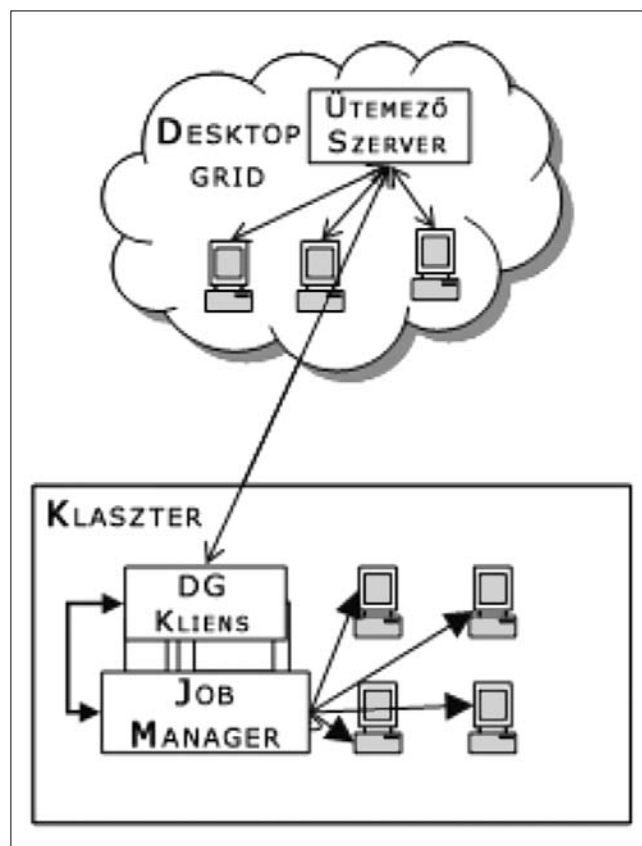 DESKTOP
GRID
ÜTEMEZŐ
SZERVER
KLASZTER
DG
KLIENS
JOB
MANAGER